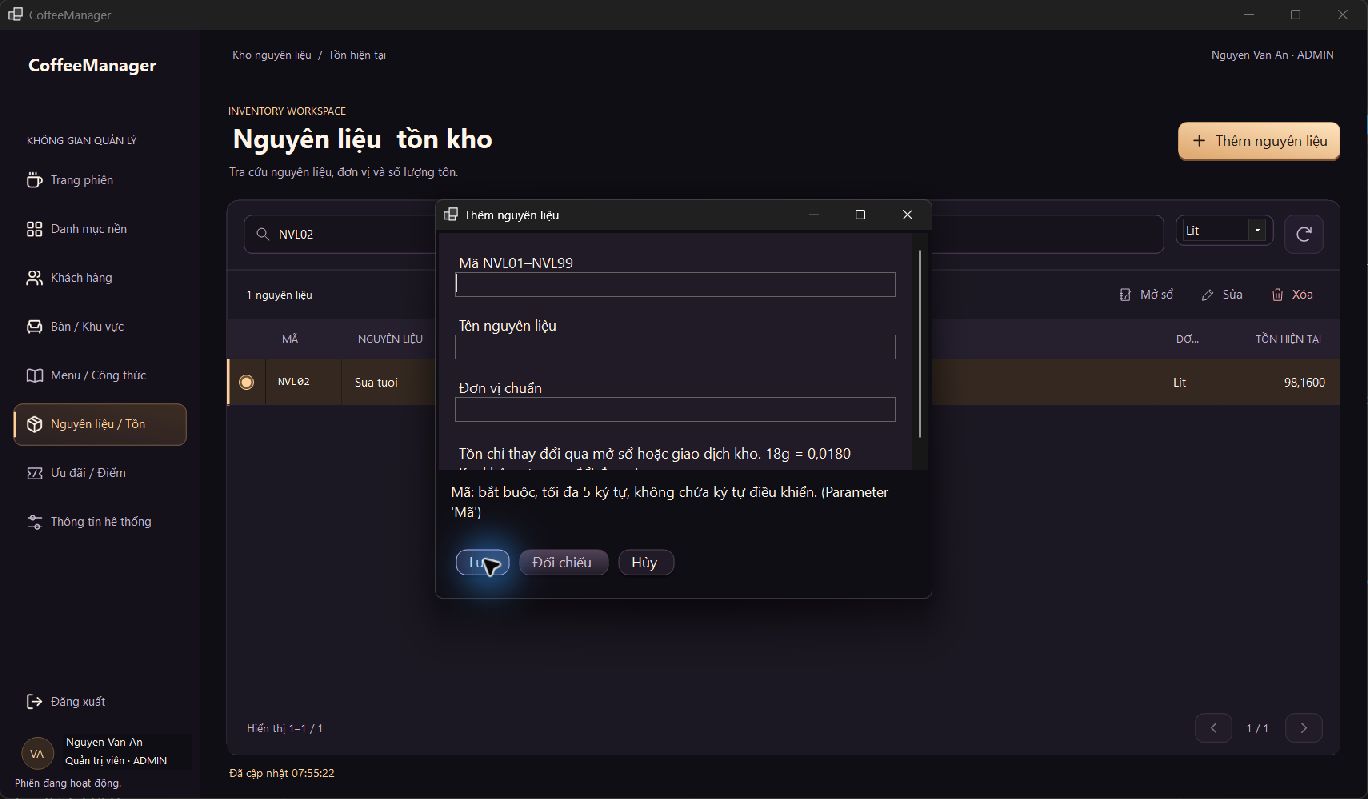 CoffeeManager
CoffeeManager
Kho nguyên liệu / Tồn hiện tại
Nguyen Van An · ADMIN
INVENTORY WORKSPACE
Nguyên liệu tồn kho
Tra cứu nguyên liệu, đơn vị và số lượng tồn.
+ Thêm nguyên liệu
KHÔNG GIAN QUẢN LÝ
Trang phiên
Danh mục nền
Khách hàng
Bàn / Khu vực
Menu / Công thức
Nguyên liệu / Tồn
Ưu đãi / Điểm
Thông tin hệ thống
Đăng xuất
VA
Nguyen Van An
Quản trị viên · ADMIN
Phiên đang hoạt động.
NVL02
Lit
1 nguyên liệu
Mở sổ
Sửa
Xóa
MÃ
NGUYÊN LIỆU
ĐƠ...
TỒN HIỆN TẠI
NVL02
Sua tuoi
Lit
98,1600
Thêm nguyên liệu
Mã NVL01–NVL99
Tên nguyên liệu
Đơn vị chuẩn
Tồn chỉ thay đổi qua mở sổ hoặc giao dịch kho. 18g = 0,0180
Mã: bắt buộc, tối đa 5 ký tự, không chứa ký tự điều khiển. (Parameter
'Mã')
Đối chiếu
Hủy
Hiển thị 1–1 / 1
1 / 1
Đã cập nhật 07:55:22